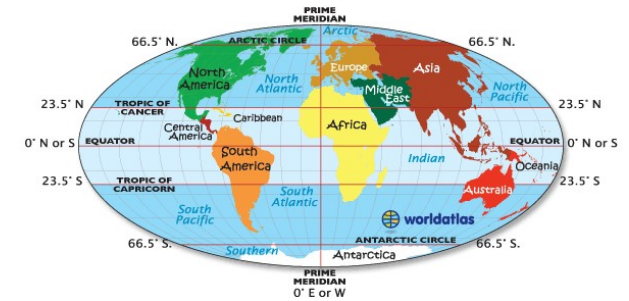 PRIME
MERIDIAN
Arctic
66.5° N.
ARCTIC CIRCLE
66.5° N.
North
America
North
Atlantic
Europe
Asia
Middle
East
North
Pacific
23.5° N
TROPIC OF
CANCER
23.5° N
Caribbean
Central
America
Africa
0° N or S
EQUATOR
EQUATOR
0° N or S
South
America
Indian
Oceania
23.5° S
TROPIC OF
CAPRICORN
23.5° S
Australia
South
Pacific
South
Atlantic
worldatlas
66.5° S.
ANTARCTIC CIRCLE
66.5° S.
Southern
Antarctica
PRIME
MERIDIAN
0° E or W